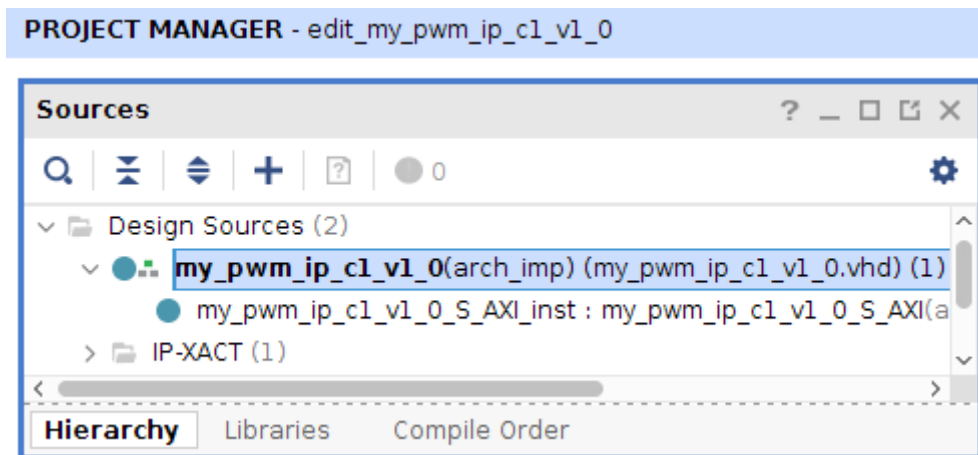 PROJECT MANAGER - edit_my_pwm_ip_c1_v1_0
Sources
? _
0
Design Sources (2)
my_pwm_ip_c1_v1_0(arch_imp) (my_pwm_ip_c1_v1_0.vhd) (1)
my_pwm_ip_c1_v1_0_S_AXI_inst : my_pwm_ip_c1_v1_0_S_AXI(a
IP-XACT (1)
Hierarchy Libraries Compile Order